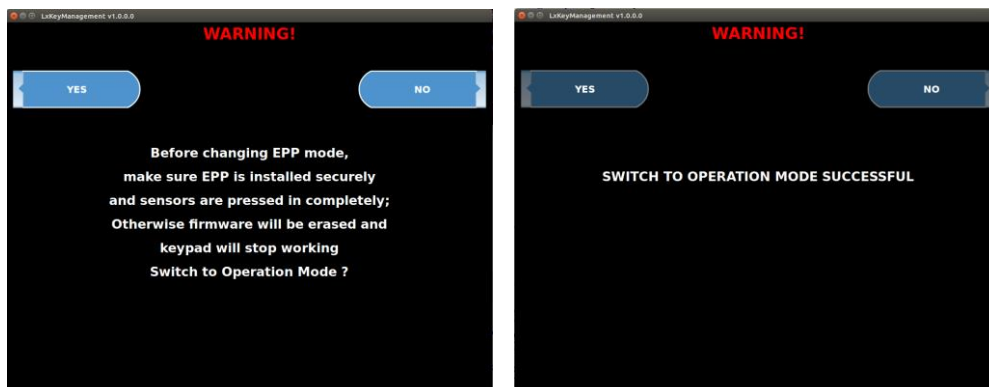 LxKeyManagement v1.0.0.0
WARNING!
YES
NO
Before changing EPP mode,
make sure EPP is installed securely
and sensors are pressed in completely;
Otherwise firmware will be erased and
keypad will stop working
Switch to Operation Mode ?
LxKeyManagement v1.0.0.0
WARNING!
YES
NO
SWITCH TO OPERATION MODE SUCCESSFUL